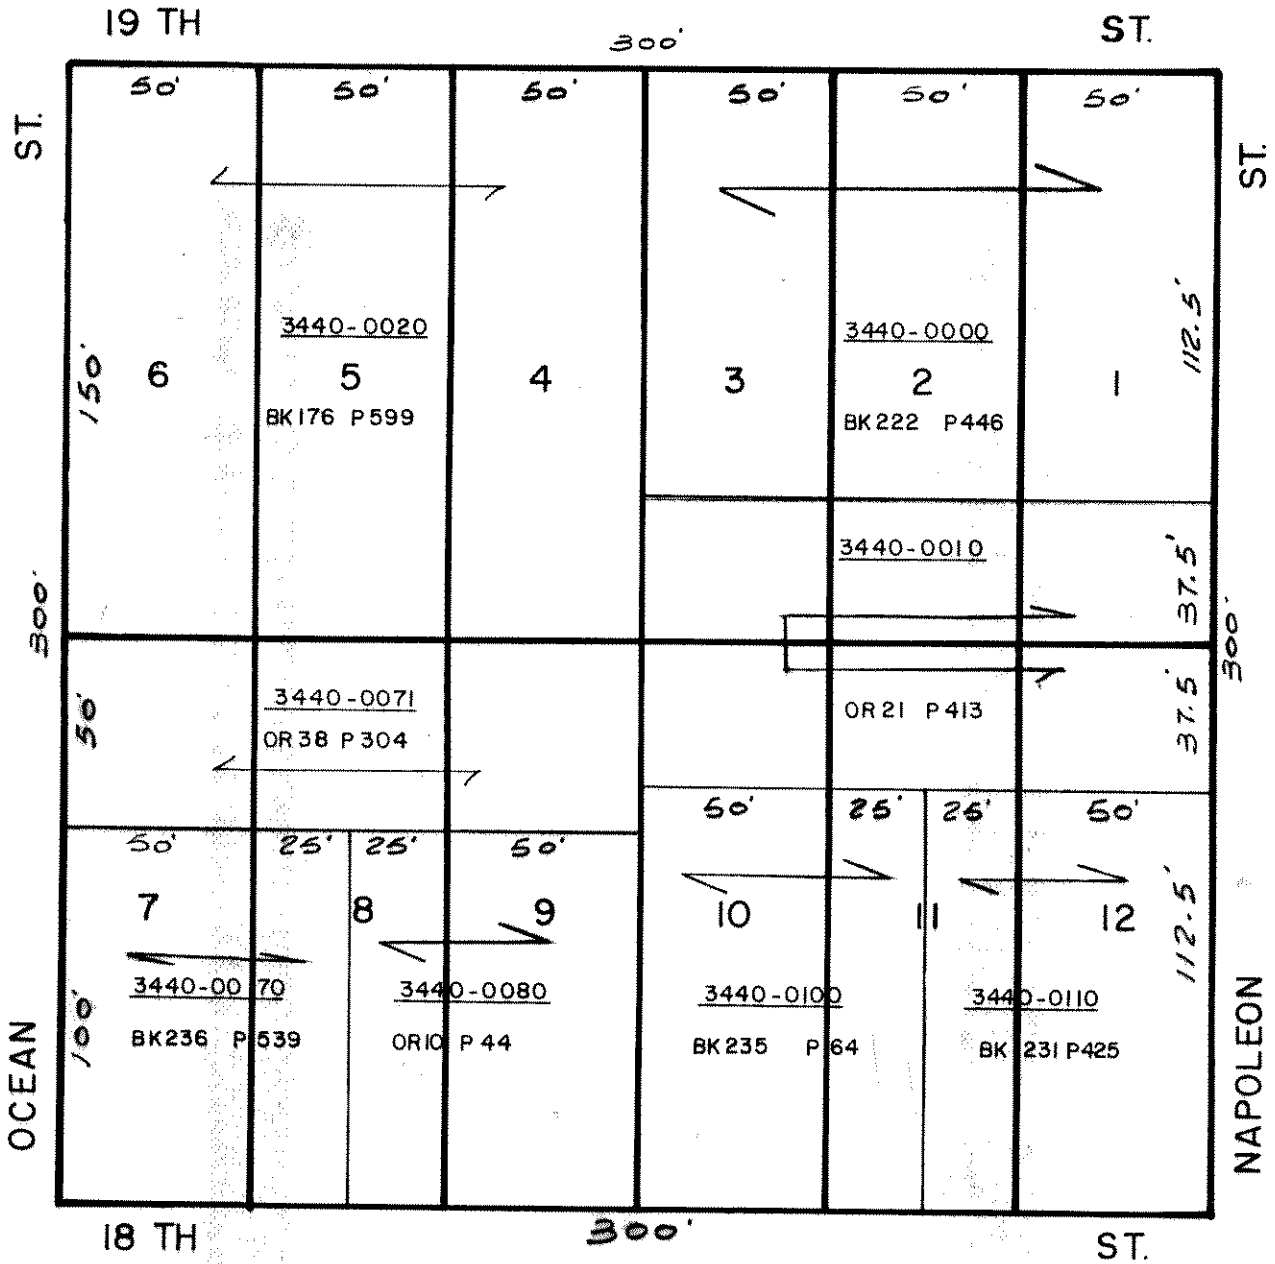 19 TH 300' ST.
50' 50' 50' 50' 50' 50'
ST. ST.
3440-0020 3440-0000
150' 6 5 4 3 2 1 112.5'
BK176 P599 BK222 P446
3440-0010 37.5'
300' 300'
3440-0071
50' OR38 P304 OR21 P413 37.5'
50' 25' 25' 50' 50' 25' 25' 50'
7 8 9 10 11 12 112.5'
3440-0070 3440-0080 3440-0100 3440-0110
100' BK236 P539 OR10 P44 BK235 P64 BK231 P425
OCEAN NAPOLEON
18 TH 300' ST.